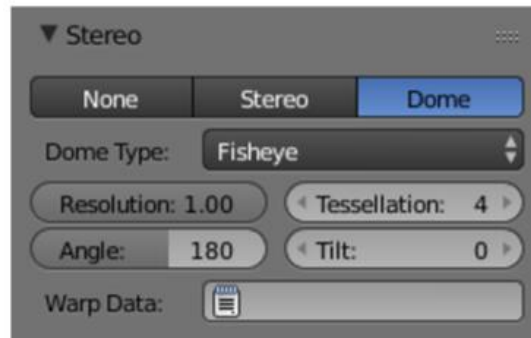 Stereo
None Stereo Dome
Dome Type: Fisheye
Resolution: 1.00 Tessellation: 4
Angle: 180 Tilt: 0
Warp Data: